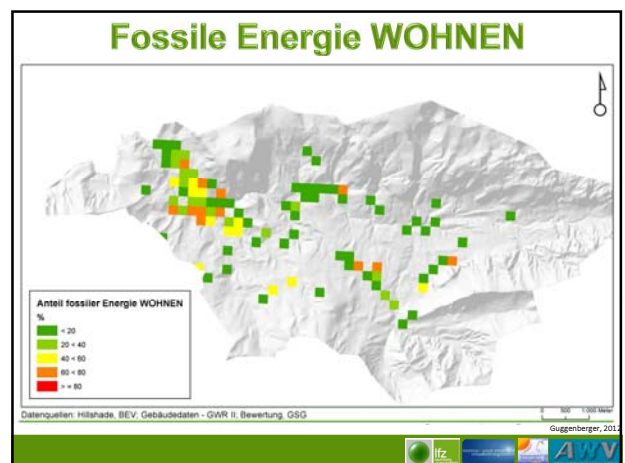 Fossile Energie WOHNEN
Anteil fossiler Energie WOHNEN
%
< 20
20 < 40
40 < 60
60 < 80
> = 80
Datenquellen: Hillshade, BEV; Gebäudedaten - GWR II; Bewertung, GSG
0 500 1.000 Meter
Guggenberger, 2012
lfz
AWV